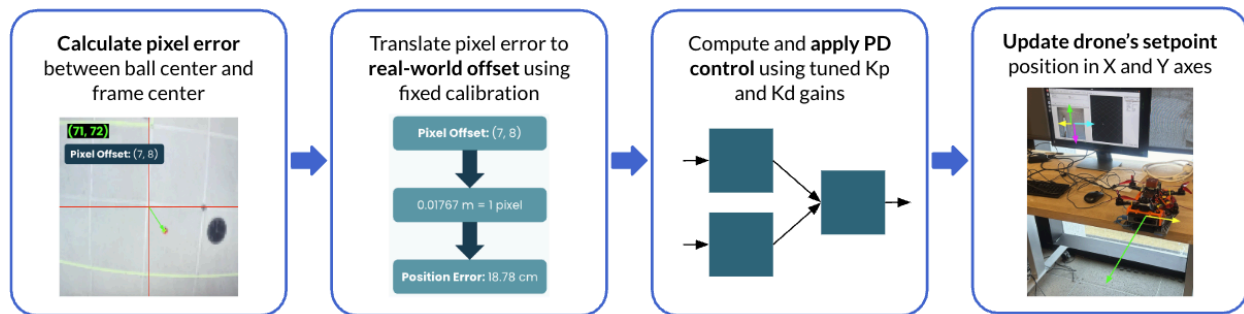 Calculate pixel error
between ball center and
frame center
(71, 72)
Pixel Offset: (7, 8)
Translate pixel error to
real-world offset using
fixed calibration
Pixel Offset: (7, 8)
0.01767 m = 1 pixel
Position Error: 18.78 cm
Compute and apply PD
control using tuned Kp
and Kd gains
Update drone's setpoint
position in X and Y axes